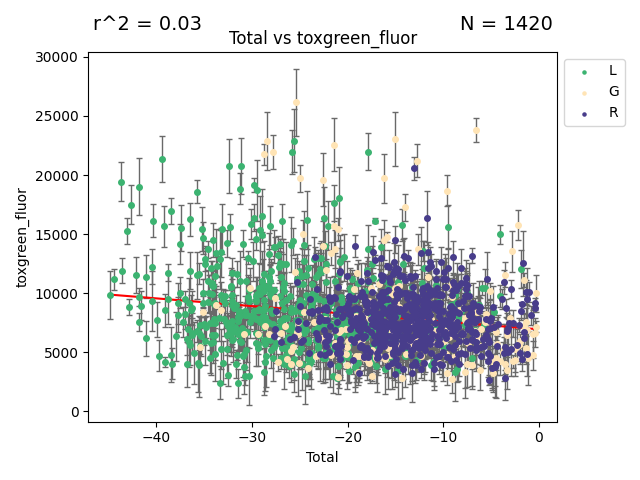 r^2 = 0.03 N = 1420
Total vs toxgreen_fluor
30000
25000
20000
15000
10000
5000
0
toxgreen_fluor
−40 −30 −20 −10 0
Total
L
G
R